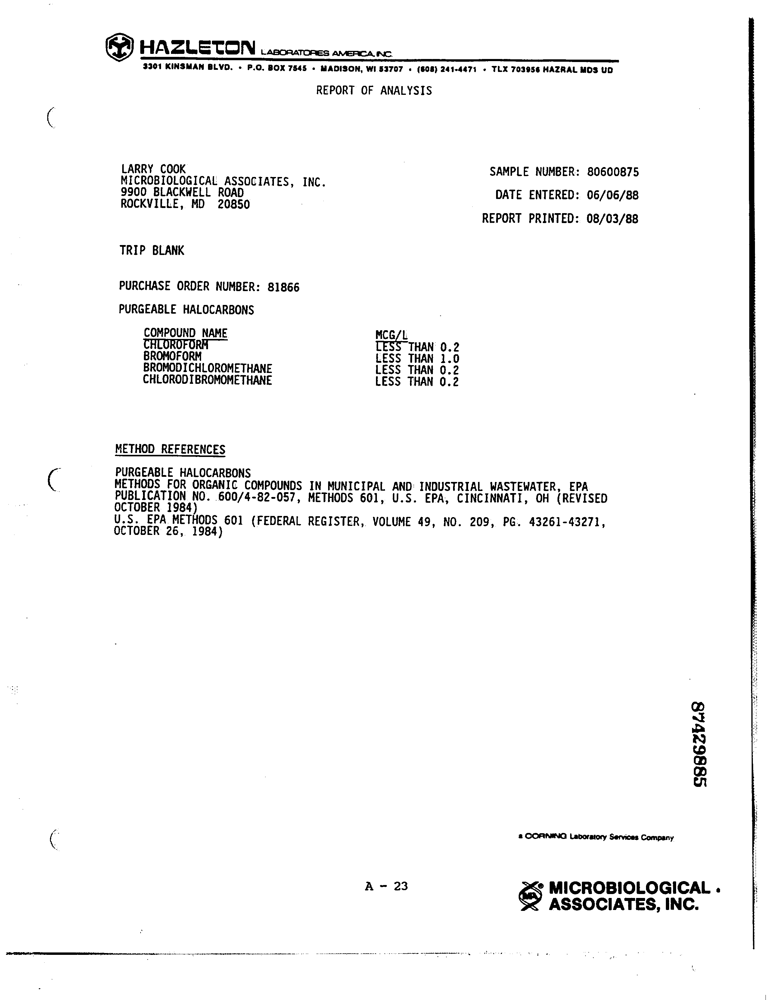 HAZLETON LABORATORIES AMERICA, INC.
3301 KINSMAN BLVD. • P.O. BOX 7545 • MADISON, WI 53707 • (608) 241-4471 • TLX 703956 HAZRAL MDS UD
REPORT OF ANALYSIS
LARRY COOK
MICROBIOLOGICAL ASSOCIATES, INC.
9900 BLACKWELL ROAD
ROCKVILLE, MD 20850
SAMPLE NUMBER: 80600875
DATE ENTERED: 06/06/88
REPORT PRINTED: 08/03/88
TRIP BLANK
PURCHASE ORDER NUMBER: 81866
PURGEABLE HALOCARBONS
COMPOUND NAME MCG/L
CHLOROFORM LESS THAN 0.2
BROMOFORM LESS THAN 1.0
BROMODICHLOROMETHANE LESS THAN 0.2
CHLORODIBROMOMETHANE LESS THAN 0.2
METHOD REFERENCES
PURGEABLE HALOCARBONS
METHODS FOR ORGANIC COMPOUNDS IN MUNICIPAL AND INDUSTRIAL WASTEWATER, EPA
PUBLICATION NO. 600/4-82-057, METHODS 601, U.S. EPA, CINCINNATI, OH (REVISED
OCTOBER 1984)
U.S. EPA METHODS 601 (FEDERAL REGISTER, VOLUME 49, NO. 209, PG. 43261-43271,
OCTOBER 26, 1984)
87429885
a CORNING Laboratory Services Company
A - 23
MICROBIOLOGICAL
ASSOCIATES, INC.